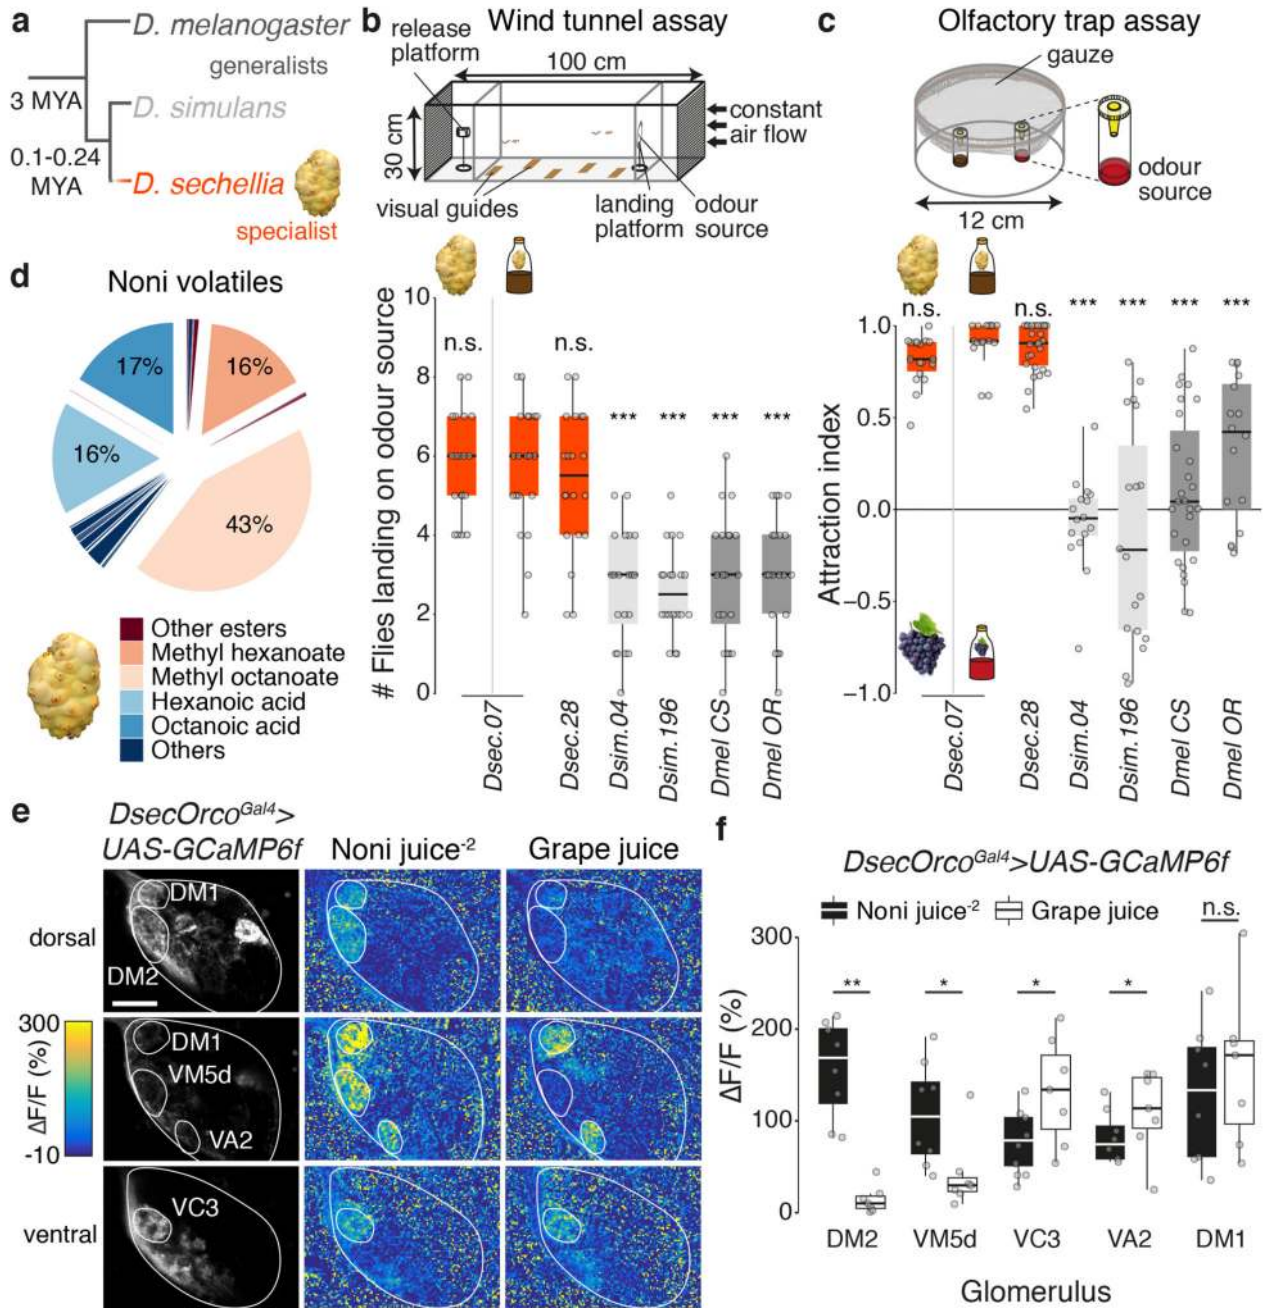 a
D. melanogaster
generalists
3 MYA
D. simulans
0.1-0.24
MYA
D. sechellia
specialist
b
Wind tunnel assay
release
platform
100 cm
30 cm
constant
air flow
visual guides
landing
platform
odour
source
c
Olfactory trap assay
gauze
odour
source
12 cm
d
Noni volatiles
17%
16%
16%
43%
Other esters
Methyl hexanoate
Methyl octanoate
Hexanoic acid
Octanoic acid
Others
# Flies landing on odour source
10
8
6
4
2
0
n.s.
n.s.
***
***
***
***
Dsec.07
Dsec.28
Dsim.04
Dsim.196
Dmel CS
Dmel OR
Attraction index
1.0
0.5
0.0
−0.5
−1.0
n.s.
n.s.
***
***
***
***
Dsec.07
Dsec.28
Dsim.04
Dsim.196
Dmel CS
Dmel OR
e
DsecOrco^Gal4>
UAS-GCaMP6f
Noni juice^-2
Grape juice
dorsal
DM1
DM2
300
ΔF/F (%)
-10
DM1
VM5d
VA2
ventral
VC3
f
DsecOrco^Gal4>UAS-GCaMP6f
Noni juice^-2
Grape juice
n.s.
**
*
*
*
ΔF/F (%)
300
200
100
0
DM2
VM5d
VC3
VA2
DM1
Glomerulus